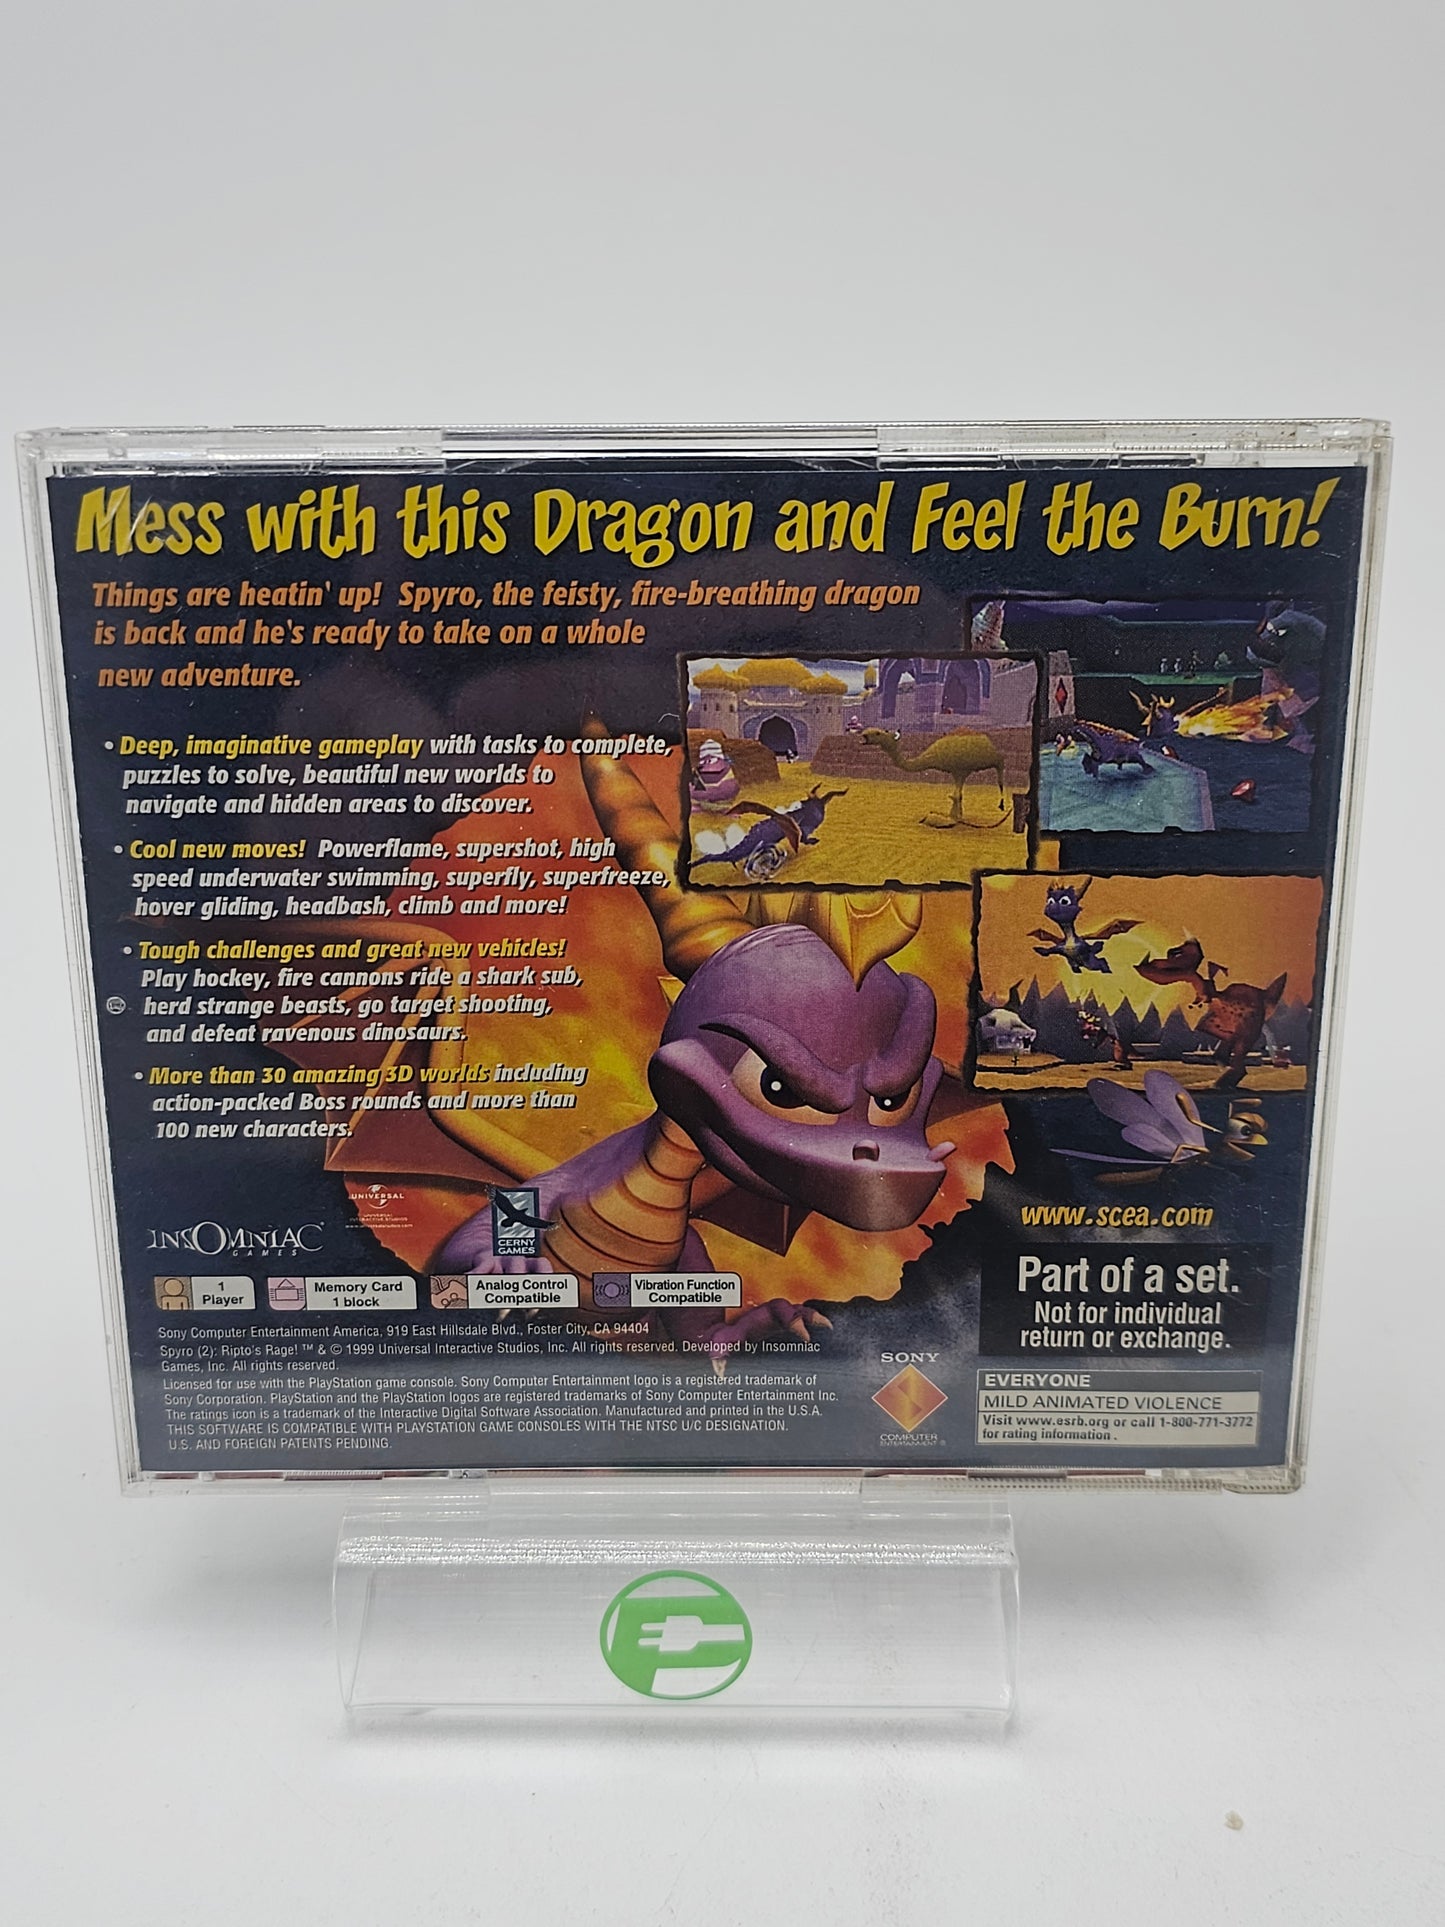 Mess with this Dragon and Feel the Burn!
Things are heatin' up! Spyro, the feisty, fire-breathing dragon
is back and he's ready to take on a whole
new adventure.
• Deep, imaginative gameplay with tasks to complete,
puzzles to solve, beautiful new worlds to
navigate and hidden areas to discover.
• Cool new moves! Powerflame, supershot, high
speed underwater swimming, superfly, superfreeze,
hover gliding, headbash, climb and more!
• Tough challenges and great new vehicles!
Play hockey, fire cannons ride a shark sub,
herd strange beasts, go target shooting,
and defeat ravenous dinosaurs.
• More than 30 amazing 3D worlds including
action-packed Boss rounds and more than
100 new characters.
INSOMNIAC
GAMES
UNIVERSAL
UNIVERSAL
INTERACTIVE STUDIOS
CERNY
GAMES
www.scea.com
Part of a set.
Not for individual
return or exchange.
1
Player
Memory Card
1 block
Analog Control
Compatible
Vibration Function
Compatible
Sony Computer Entertainment America, 919 East Hillsdale Blvd., Foster City, CA 94404
Spyro (2): Ripto's Rage! ™ & © 1999 Universal Interactive Studios, Inc. All rights reserved. Developed by Insomniac
Games, Inc. All rights reserved.
Licensed for use with the PlayStation game console. Sony Computer Entertainment logo is a registered trademark of
Sony Corporation. PlayStation and the PlayStation logos are registered trademarks of Sony Computer Entertainment Inc.
The ratings icon is a trademark of the Interactive Digital Software Association. Manufactured and printed in the U.S.A.
THIS SOFTWARE IS COMPATIBLE WITH PLAYSTATION GAME CONSOLES WITH THE NTSC U/C DESIGNATION.
U.S. AND FOREIGN PATENTS PENDING.
SONY
COMPUTER
ENTERTAINMENT ®
EVERYONE
MILD ANIMATED VIOLENCE
Visit www.esrb.org or call 1-800-771-3772
for rating information.